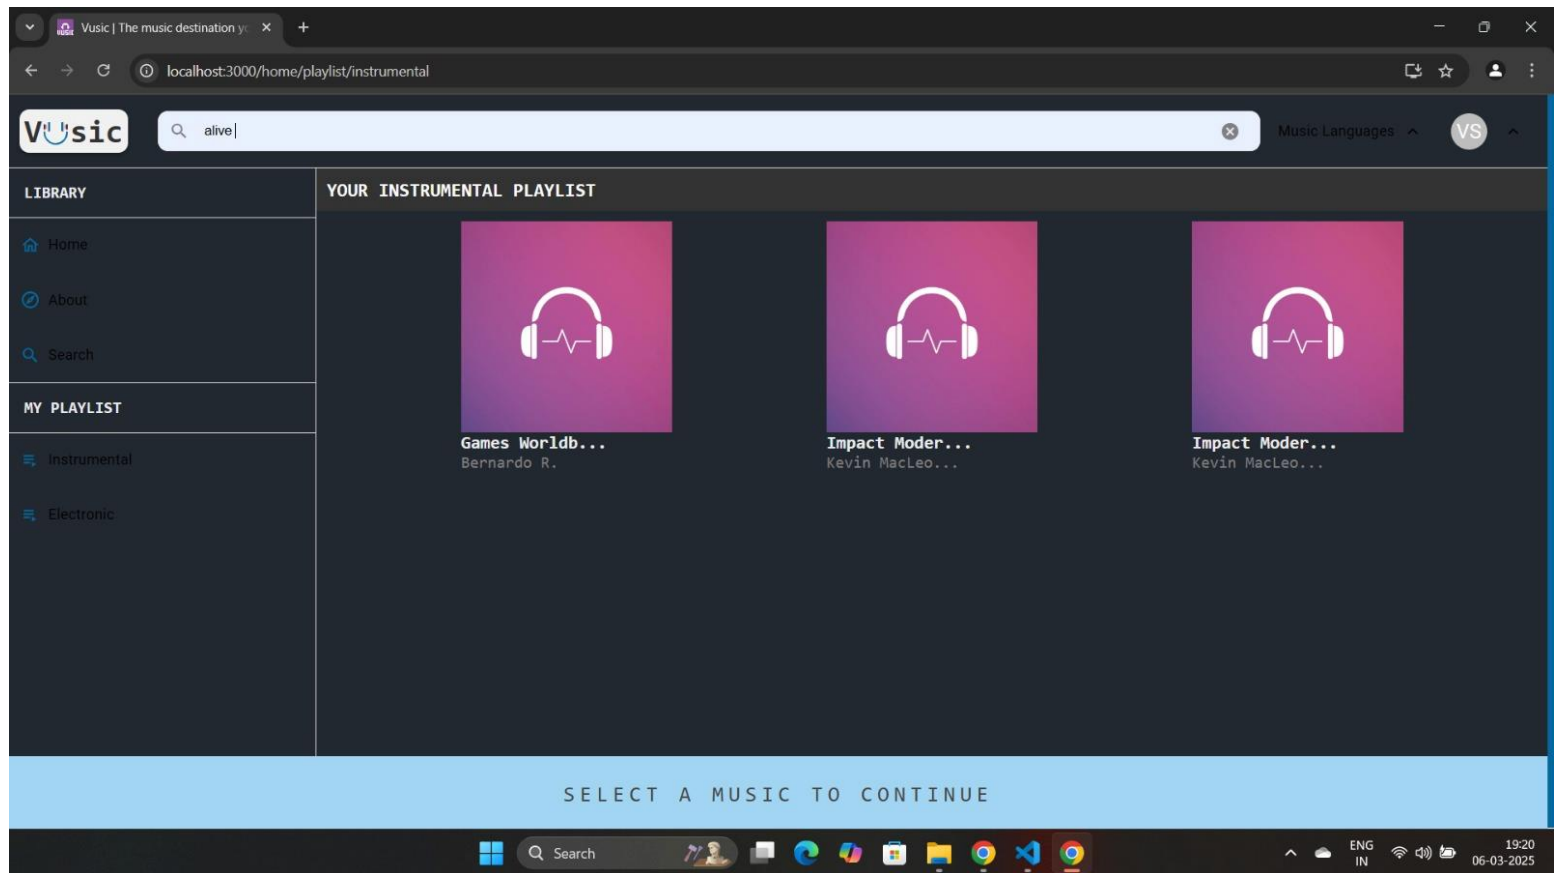 Vusic | The music destination yo
localhost:3000/home/playlist/instrumental
Vusic
alive
Music Languages
VS
LIBRARY
YOUR INSTRUMENTAL PLAYLIST
Home
About
Search
MY PLAYLIST
Instrumental
Electronic
Games Worldb...
Bernardo R.
Impact Moder...
Kevin MacLeo...
Impact Moder...
Kevin MacLeo...
SELECT A MUSIC TO CONTINUE
Search
ENG
IN
19:20
06-03-2025